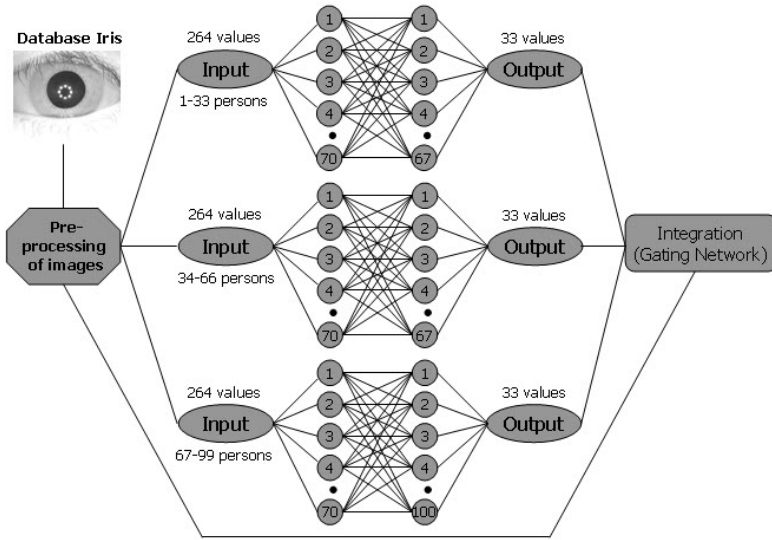 Database Iris
Pre-
processing
of images
264 values
Input
1-33 persons
1
2
3
4
70
1
2
3
4
67
33 values
Output
264 values
Input
34-66 persons
1
2
3
4
70
1
2
3
4
67
33 values
Output
264 values
Input
67-99 persons
1
2
3
4
70
1
2
3
4
100
33 values
Output
Integration
(Gating Network)